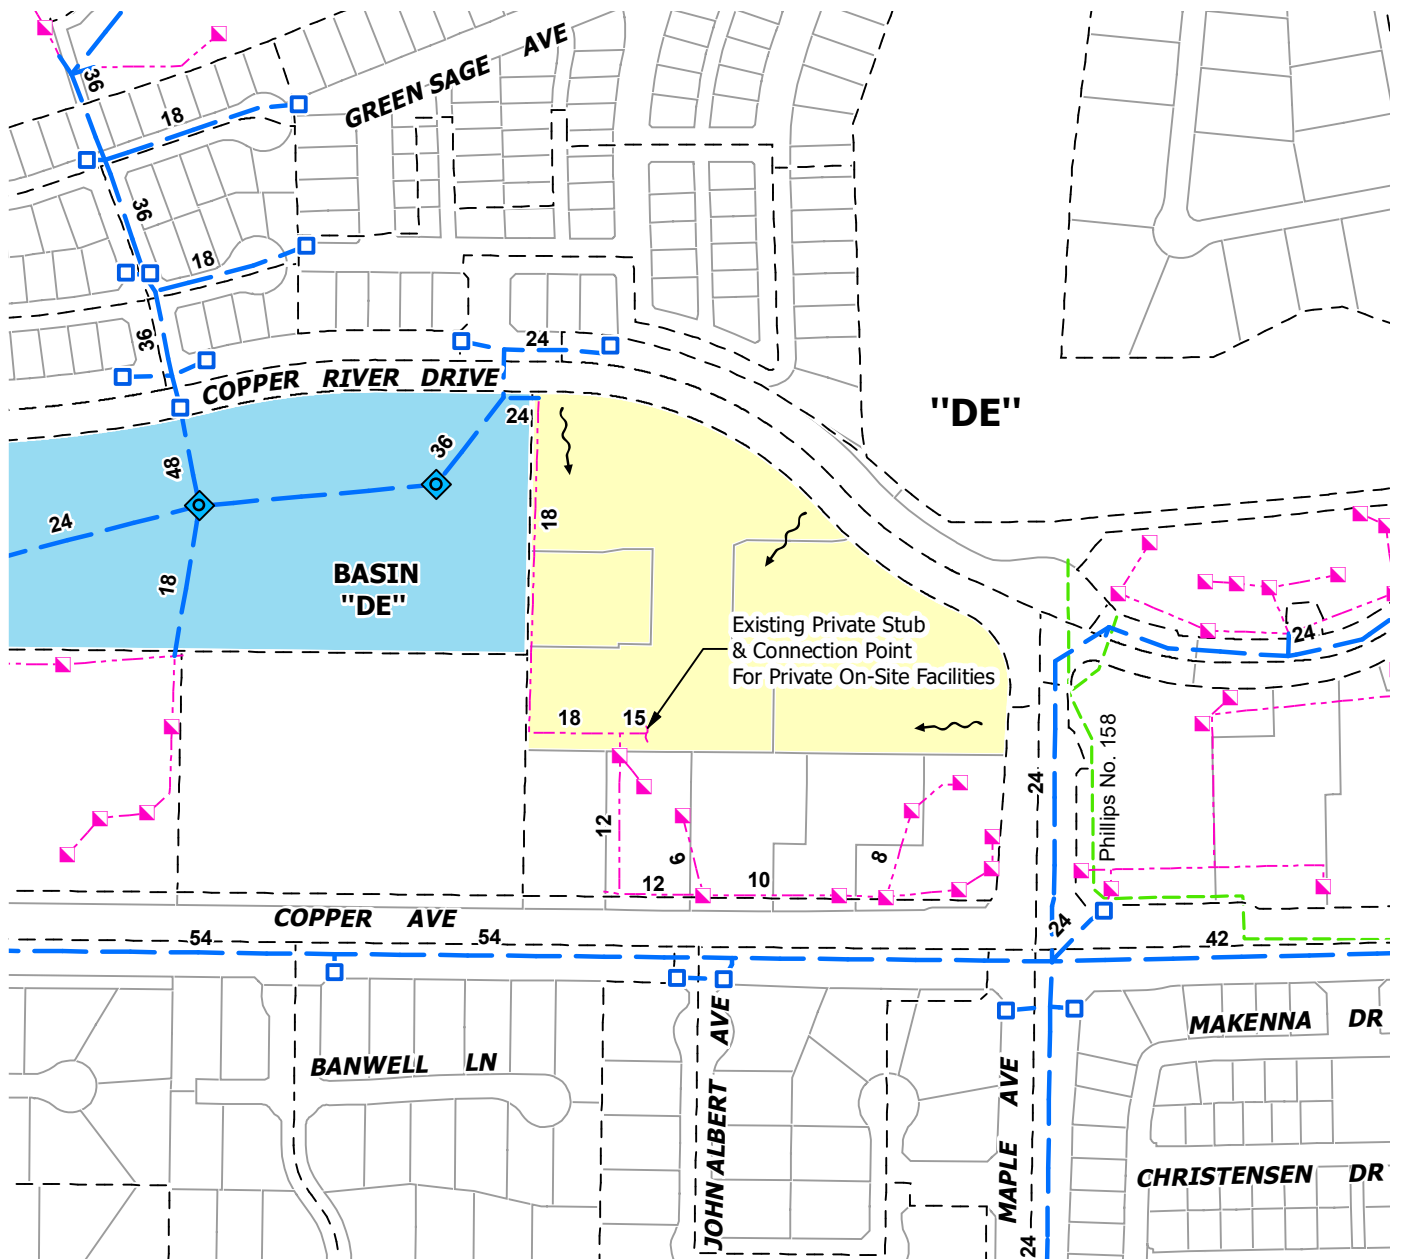 GREEN SAGE AVE
36
18
36
18
36
24
COPPER RIVER DRIVE
"DE"
24
36
48
24
18
18
BASIN
"DE"
Existing Private Stub
& Connection Point
For Private On-Site Facilities
24
18
15
Phillips No. 158
24
12
6
8
12
10
COPPER AVE
54
54
24
42
JOHN ALBERT AVE
MAPLE AVE
MAKENNA DR
BANWELL LN
CHRISTENSEN DR
24